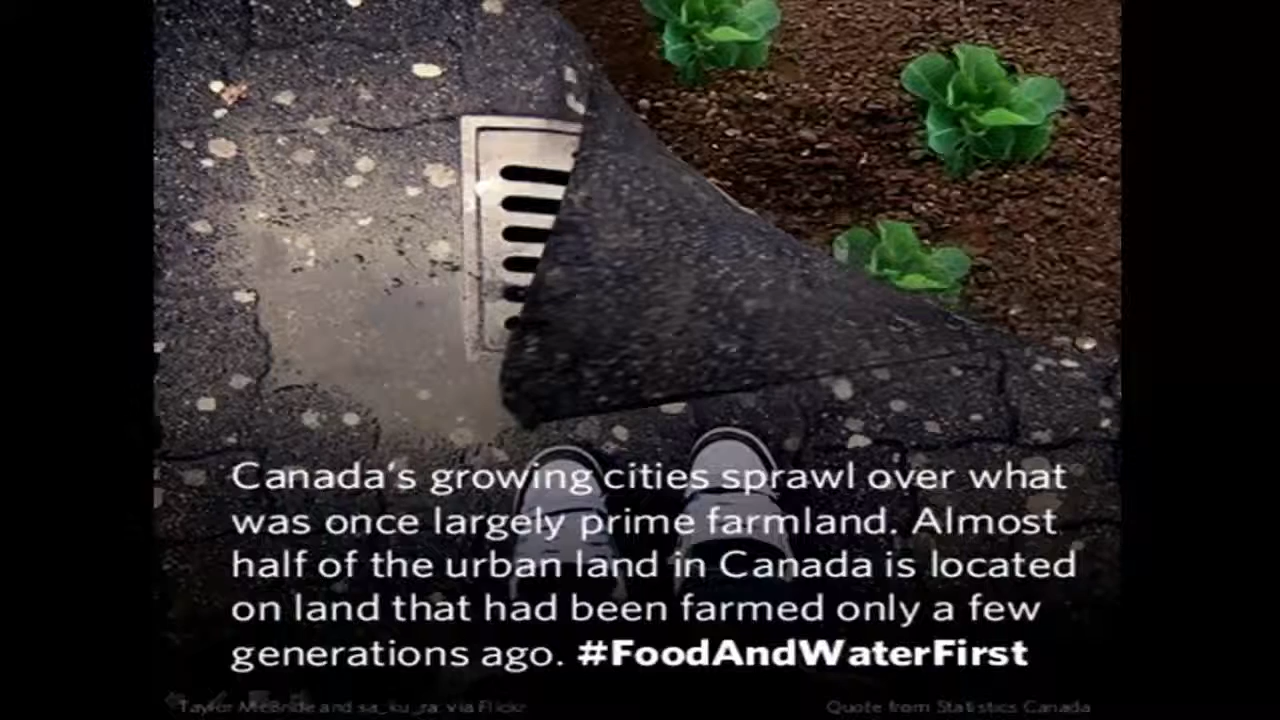 Canada's growing cities sprawl over what
was once largely prime farmland. Almost
half of the urban land in Canada is located
on land that had been farmed only a few
generations ago. #FoodAndWaterFirst
Taylor McBride and sa_ku_ra via Flickr
Quote from Statistics Canada